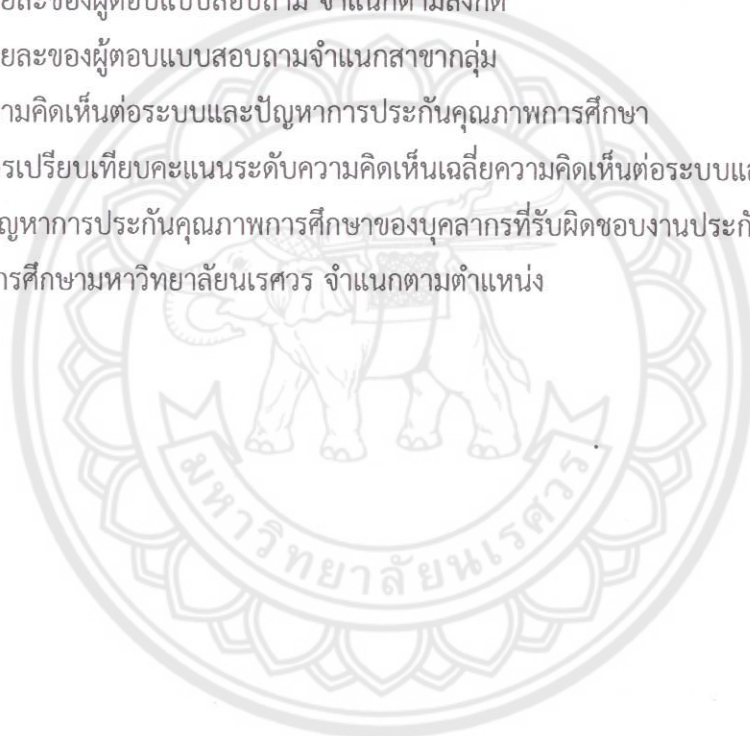 ยละของผู้ตอบแบบสอบถาม จำแนกตามสังกัด
ยละของผู้ตอบแบบสอบถามจำแนกสาขากลุ่ม
ามคิดเห็นต่อระบบและปัญหาการประกันคุณภาพการศึกษา
รเปรียบเทียบคะแนนระดับความคิดเห็นเฉลี่ยความคิดเห็นต่อระบบแล
ญหาการประกันคุณภาพการศึกษาของบุคลากรที่รับผิดชอบงานประกั
ารศึกษามหาวิทยาลัยนเรศวร จำแนกตามตำแหน่ง
มหาวิทยาลัยนเรศวร